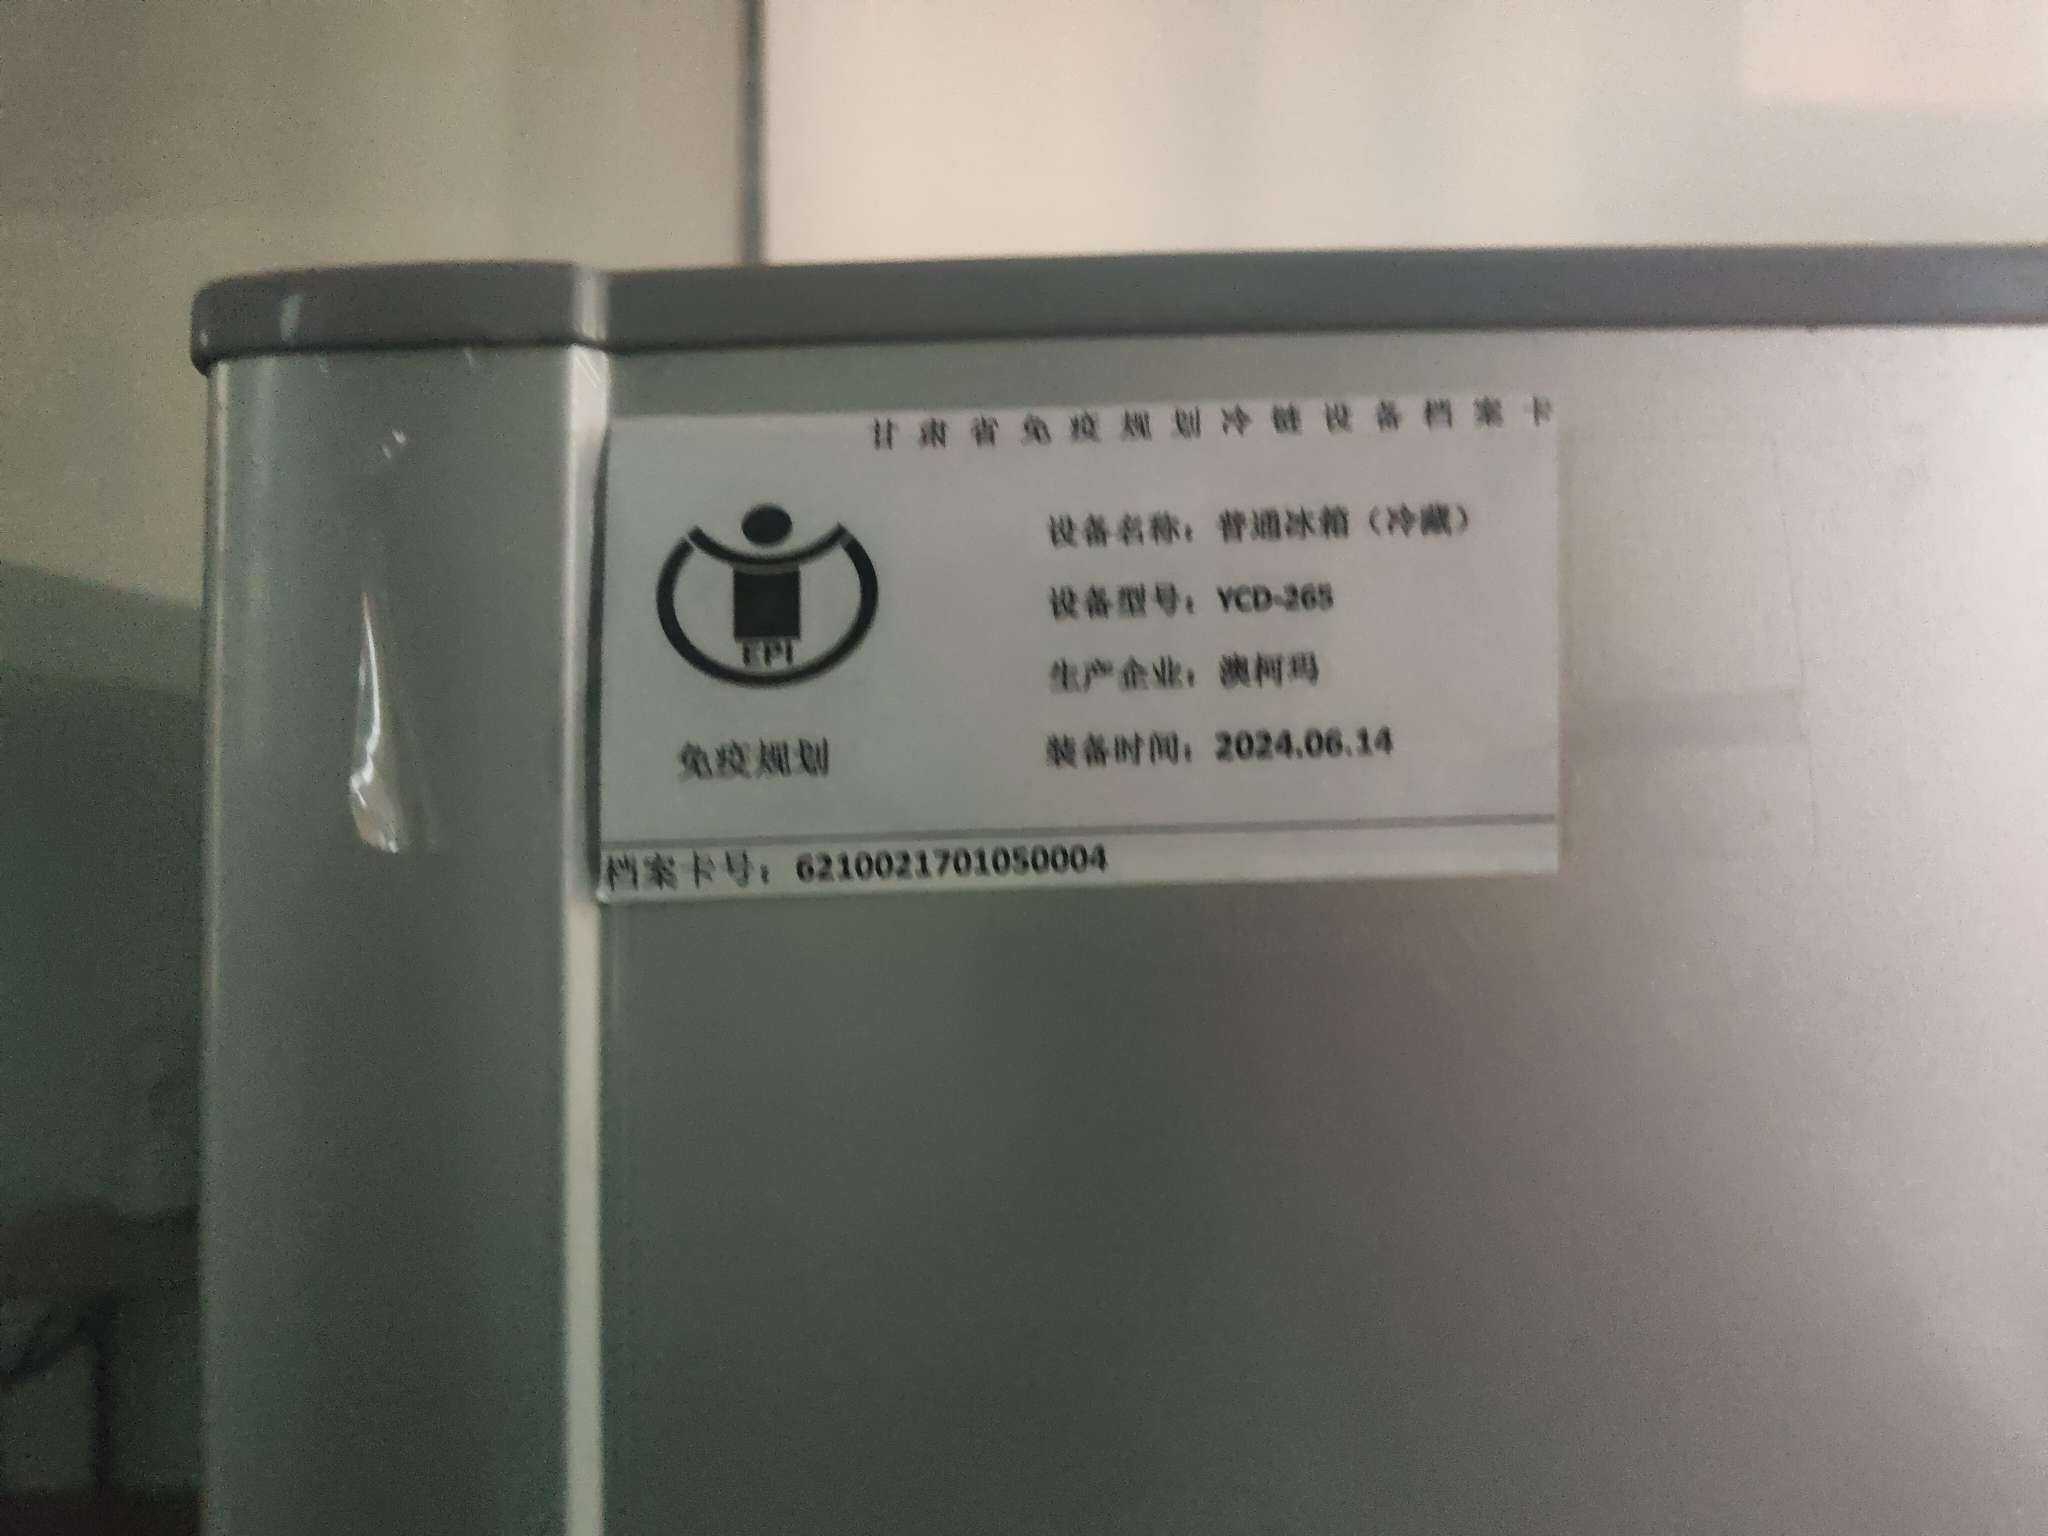 甘肃省免疫规划冷链设备档案卡
设备名称：普通冰箱（冷藏）
设备型号：YCD-265
生产企业：澳柯玛
装备时间：2024.06.14
EPI
免疫规划
档案卡号：6210021701050004